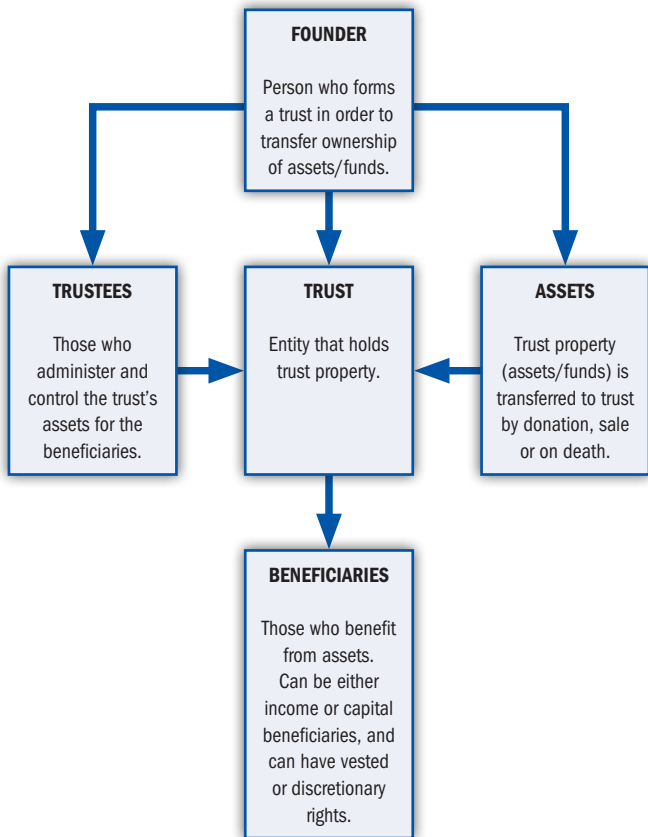 FOUNDER
Person who forms
a trust in order to
transfer ownership
of assets/funds.
TRUSTEES
Those who
administer and
control the trust’s
assets for the
beneficiaries.
TRUST
Entity that holds
trust property.
ASSETS
Trust property
(assets/funds) is
transferred to trust
by donation, sale
or on death.
BENEFICIARIES
Those who benefit
from assets.
Can be either
income or capital
beneficiaries, and
can have vested
or discretionary
rights.